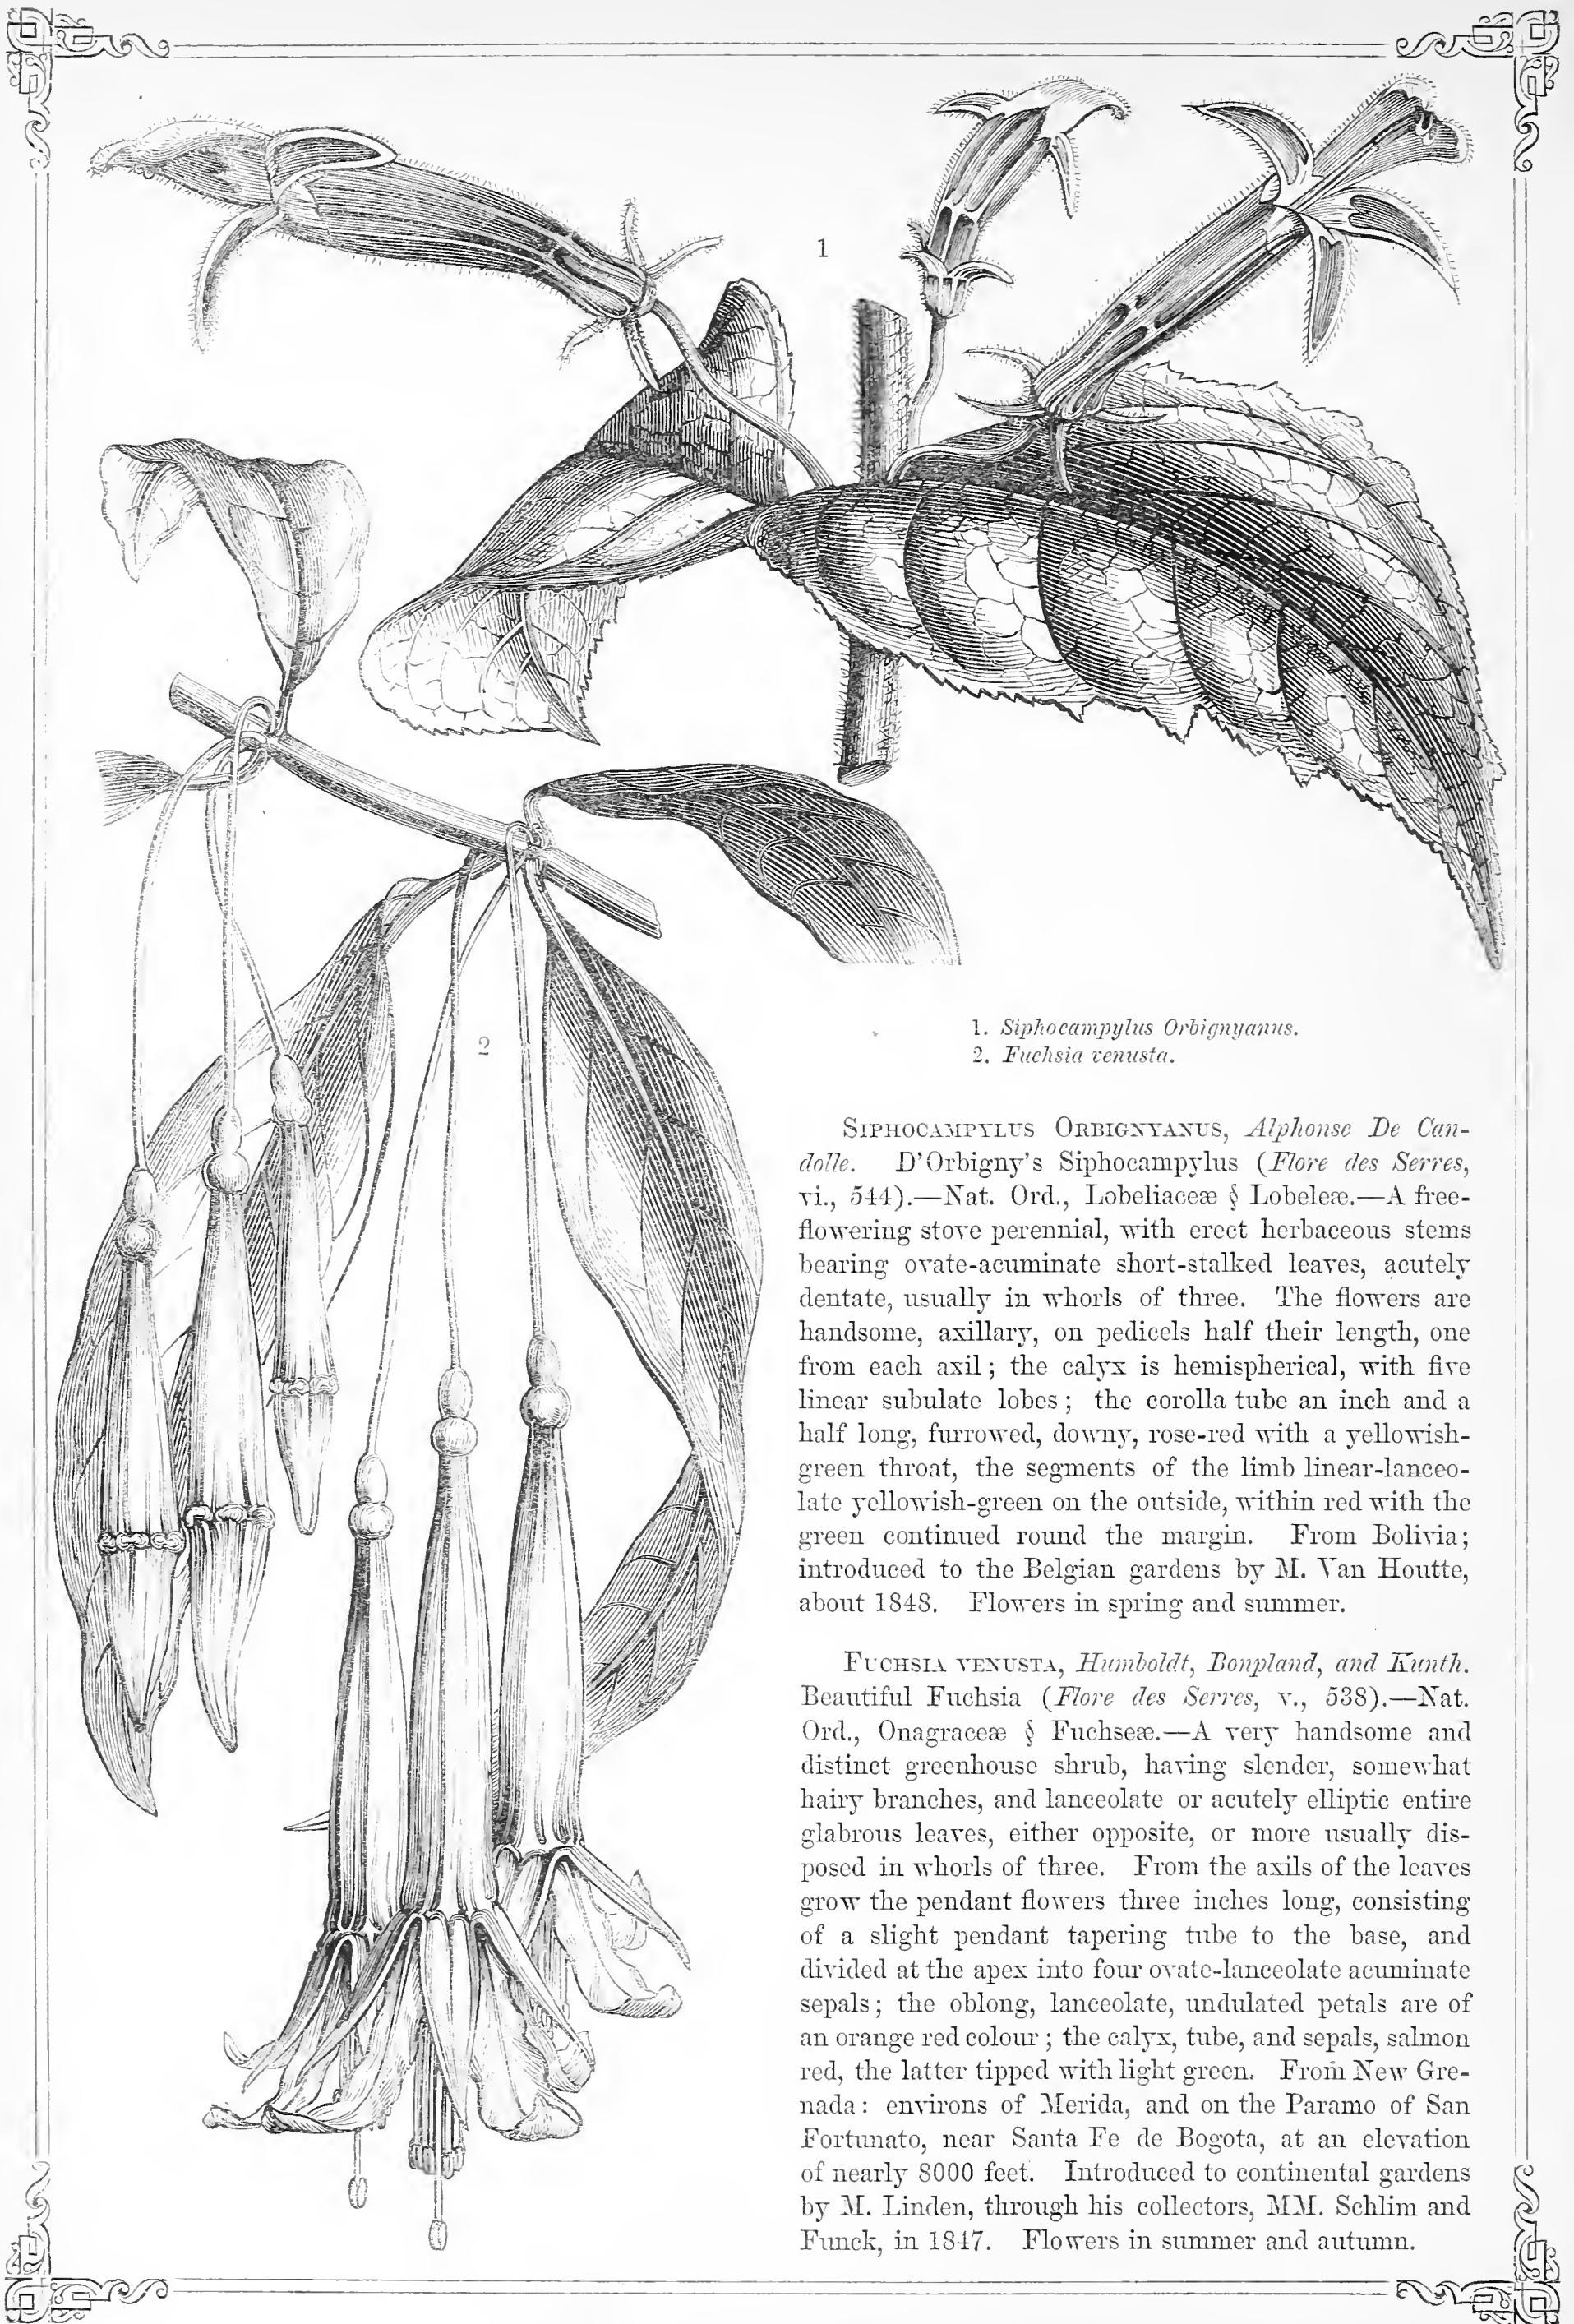 1
2
1. Siphocampylus Orbignyanus.
2. Fuchsia venusta.
Siphocampylus Orbignyanus, Alphonse De Can-
dolle. D'Orbigny's Siphocampylus (Flore des Serres,
vi., 544).—Nat. Ord., Lobeliaceæ § Lobeleæ.—A free-
flowering stove perennial, with erect herbaceous stems
bearing ovate-acuminate short-stalked leaves, acutely
dentate, usually in whorls of three. The flowers are
handsome, axillary, on pedicels half their length, one
from each axil; the calyx is hemispherical, with five
linear subulate lobes; the corolla tube an inch and a
half long, furrowed, downy, rose-red with a yellowish-
green throat, the segments of the limb linear-lanceo-
late yellowish-green on the outside, within red with the
green continued round the margin. From Bolivia;
introduced to the Belgian gardens by M. Van Houtte,
about 1848. Flowers in spring and summer.
Fuchsia venusta, Humboldt, Bonpland, and Kunth.
Beautiful Fuchsia (Flore des Serres, v., 538).—Nat.
Ord., Onagraceæ § Fuchseæ.—A very handsome and
distinct greenhouse shrub, having slender, somewhat
hairy branches, and lanceolate or acutely elliptic entire
glabrous leaves, either opposite, or more usually dis-
posed in whorls of three. From the axils of the leaves
grow the pendant flowers three inches long, consisting
of a slight pendant tapering tube to the base, and
divided at the apex into four ovate-lanceolate acuminate
sepals; the oblong, lanceolate, undulated petals are of
an orange red colour; the calyx, tube, and sepals, salmon
red, the latter tipped with light green. From New Gre-
nada: environs of Merida, and on the Paramo of San
Fortunato, near Santa Fe de Bogota, at an elevation
of nearly 8000 feet. Introduced to continental gardens
by M. Linden, through his collectors, MM. Schlim and
Funck, in 1847. Flowers in summer and autumn.